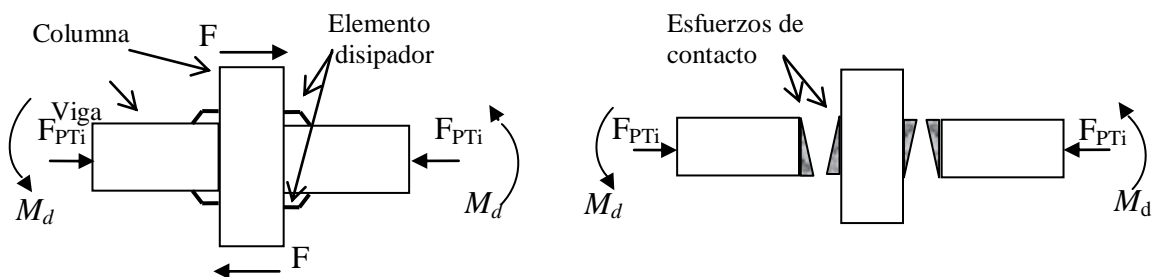 Columna
F
Elemento
disipador
Viga
F_PTi
F_PTi
M_d
M_d
F
Esfuerzos de
contacto
F_PTi
F_PTi
M_d
M_d